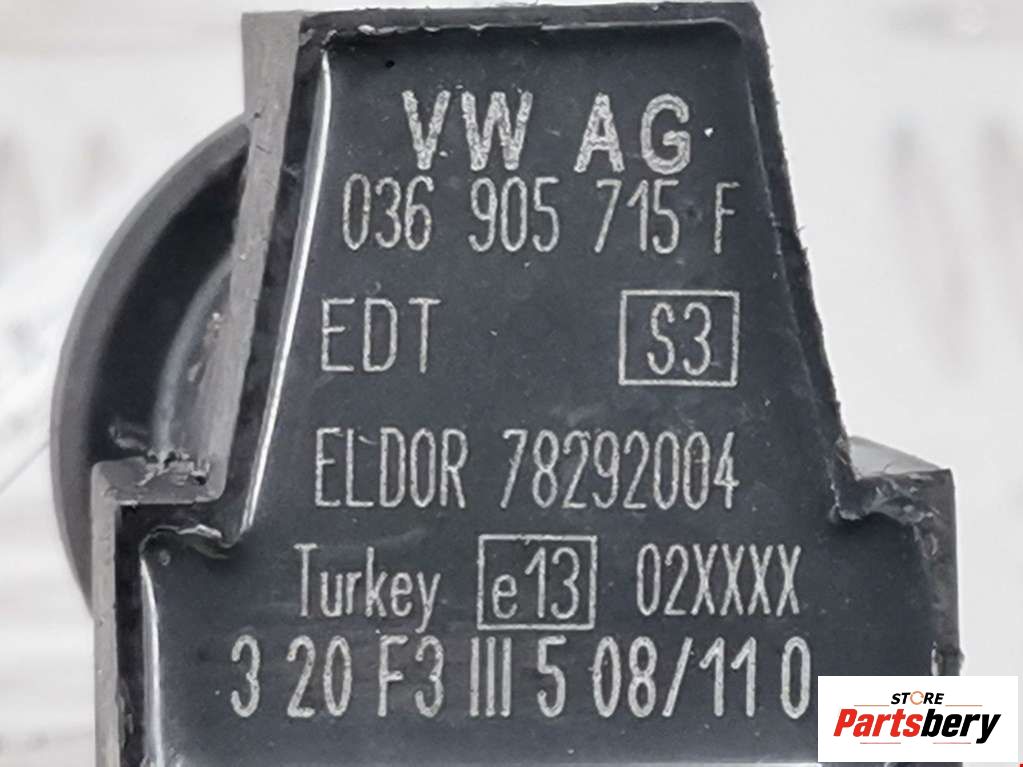 VW AG
036 905 715 F
EDT S3
ELDOR 78292004
Turkey e13 02XXXX
3 20 F3 III 5 08/11 0
STORE
Partsbery